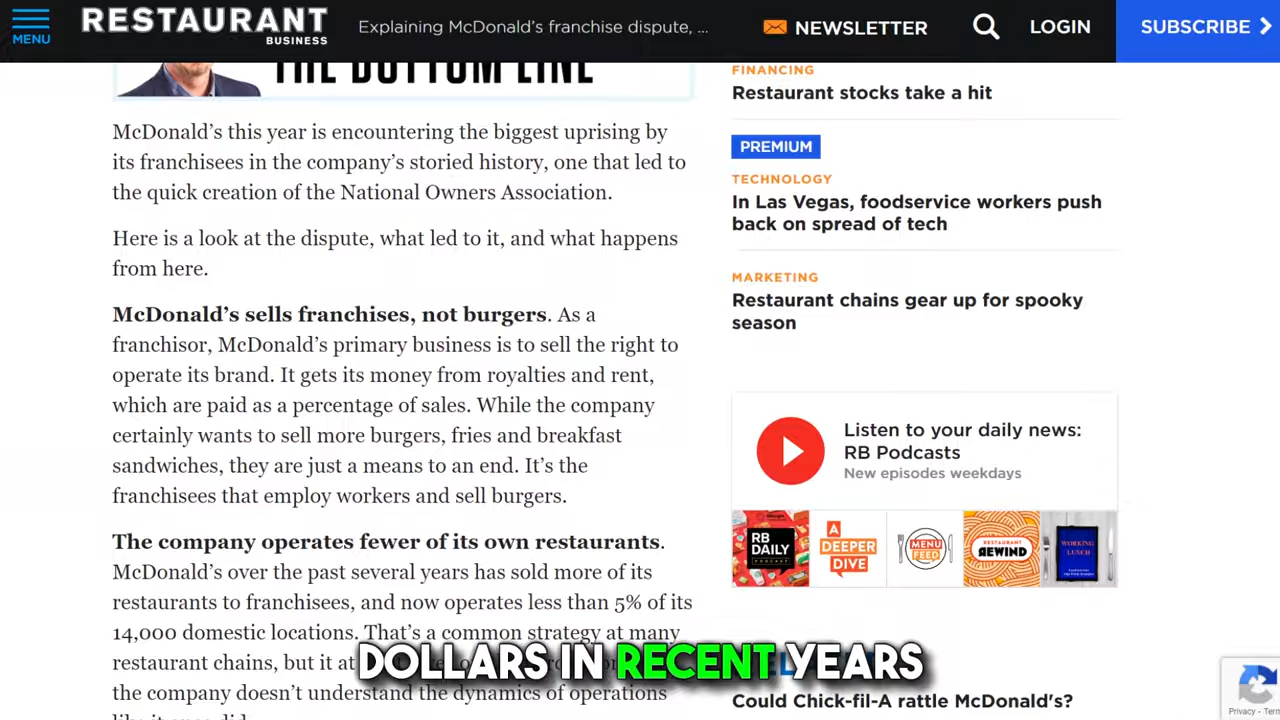 RESTAURANT
BUSINESS
MENU
Explaining McDonald's franchise dispute, ...
NEWSLETTER
LOGIN
SUBSCRIBE
THE BOTTOM LINE
McDonald's this year is encountering the biggest uprising by
its franchisees in the company's storied history, one that led to
the quick creation of the National Owners Association.
Here is a look at the dispute, what led to it, and what happens
from here.
McDonald's sells franchises, not burgers. As a
franchisor, McDonald's primary business is to sell the right to
operate its brand. It gets its money from royalties and rent,
which are paid as a percentage of sales. While the company
certainly wants to sell more burgers, fries and breakfast
sandwiches, they are just a means to an end. It's the
franchisees that employ workers and sell burgers.
The company operates fewer of its own restaurants.
McDonald's over the past several years has sold more of its
restaurants to franchisees, and now operates less than 5% of its
14,000 domestic locations. That's a common strategy at many
restaurant chains, but it at
the company doesn't understand the dynamics of operations
like it once did.
FINANCING
Restaurant stocks take a hit
PREMIUM
TECHNOLOGY
In Las Vegas, foodservice workers push
back on spread of tech
MARKETING
Restaurant chains gear up for spooky
season
Listen to your daily news:
RB Podcasts
New episodes weekdays
RB
DAILY
PODCAST
A
DEEPER
DIVE
MENU
FEED
RESTAURANT
REWIND
WORKING
LUNCH
Could Chick-fil-A rattle McDonald's?
DOLLARS IN RECENT YEARS
Privacy - Term